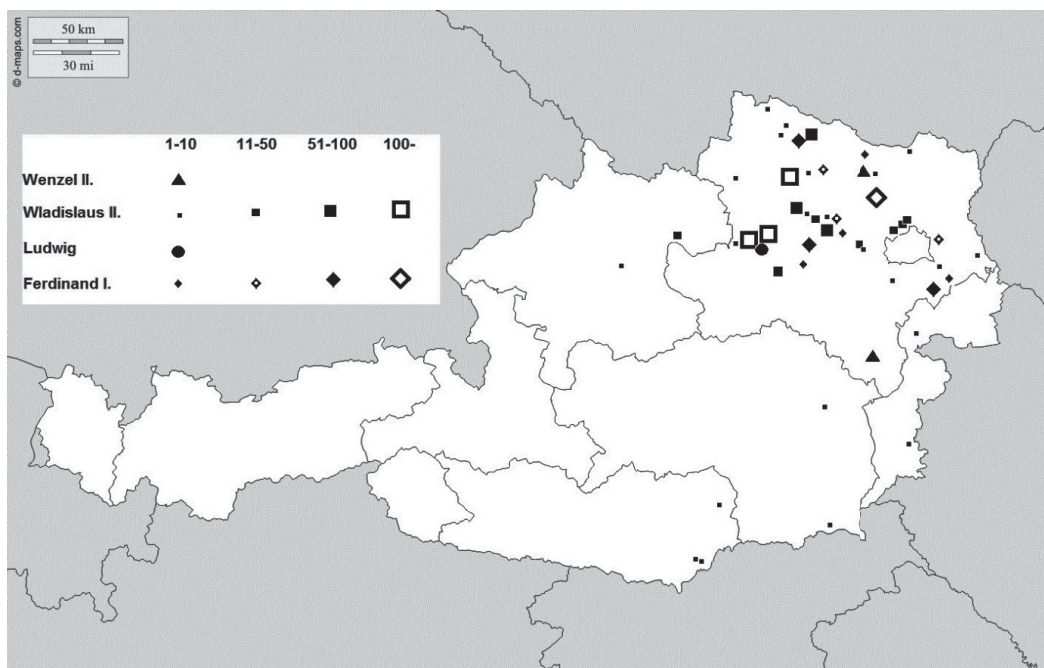 50 km
30 mi
© d-maps.com
1-10 11-50 51-100 100-
Wenzel II.
Wladislaus II.
Ludwig
Ferdinand I.